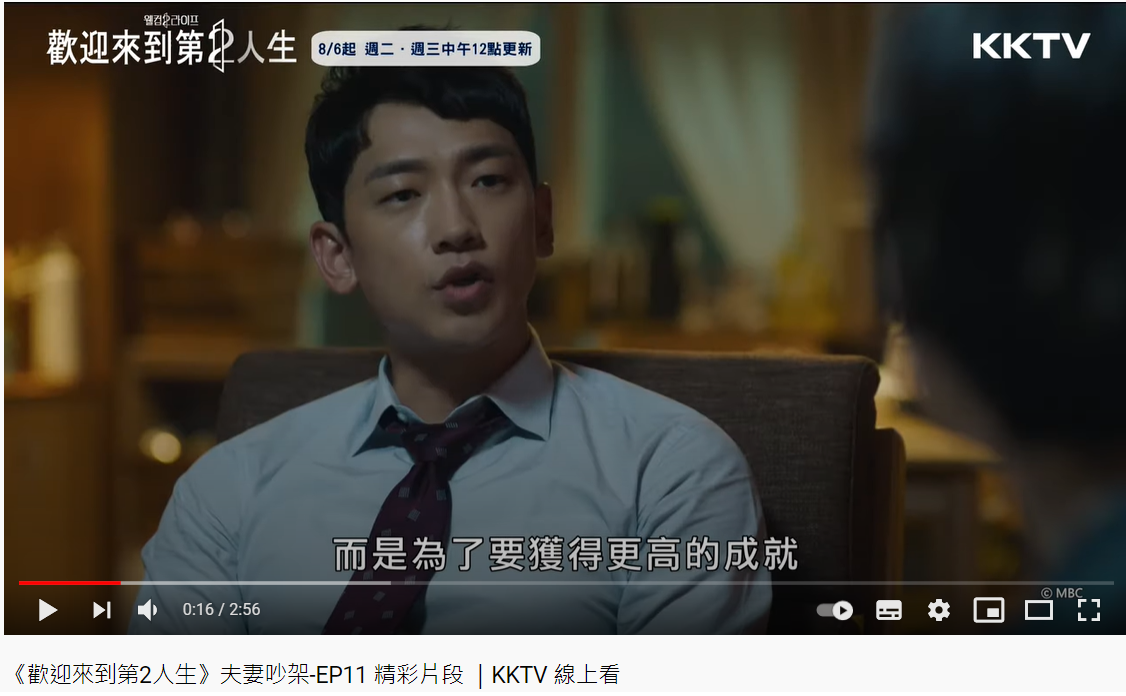 웰컴2라이프
歡迎來到第2人生
8/6起 週二・週三中午12點更新
KKTV
而是為了要獲得更高的成就
© MBC
0:16 / 2:56
《歡迎來到第2人生》夫妻吵架-EP11 精彩片段 ｜KKTV 線上看